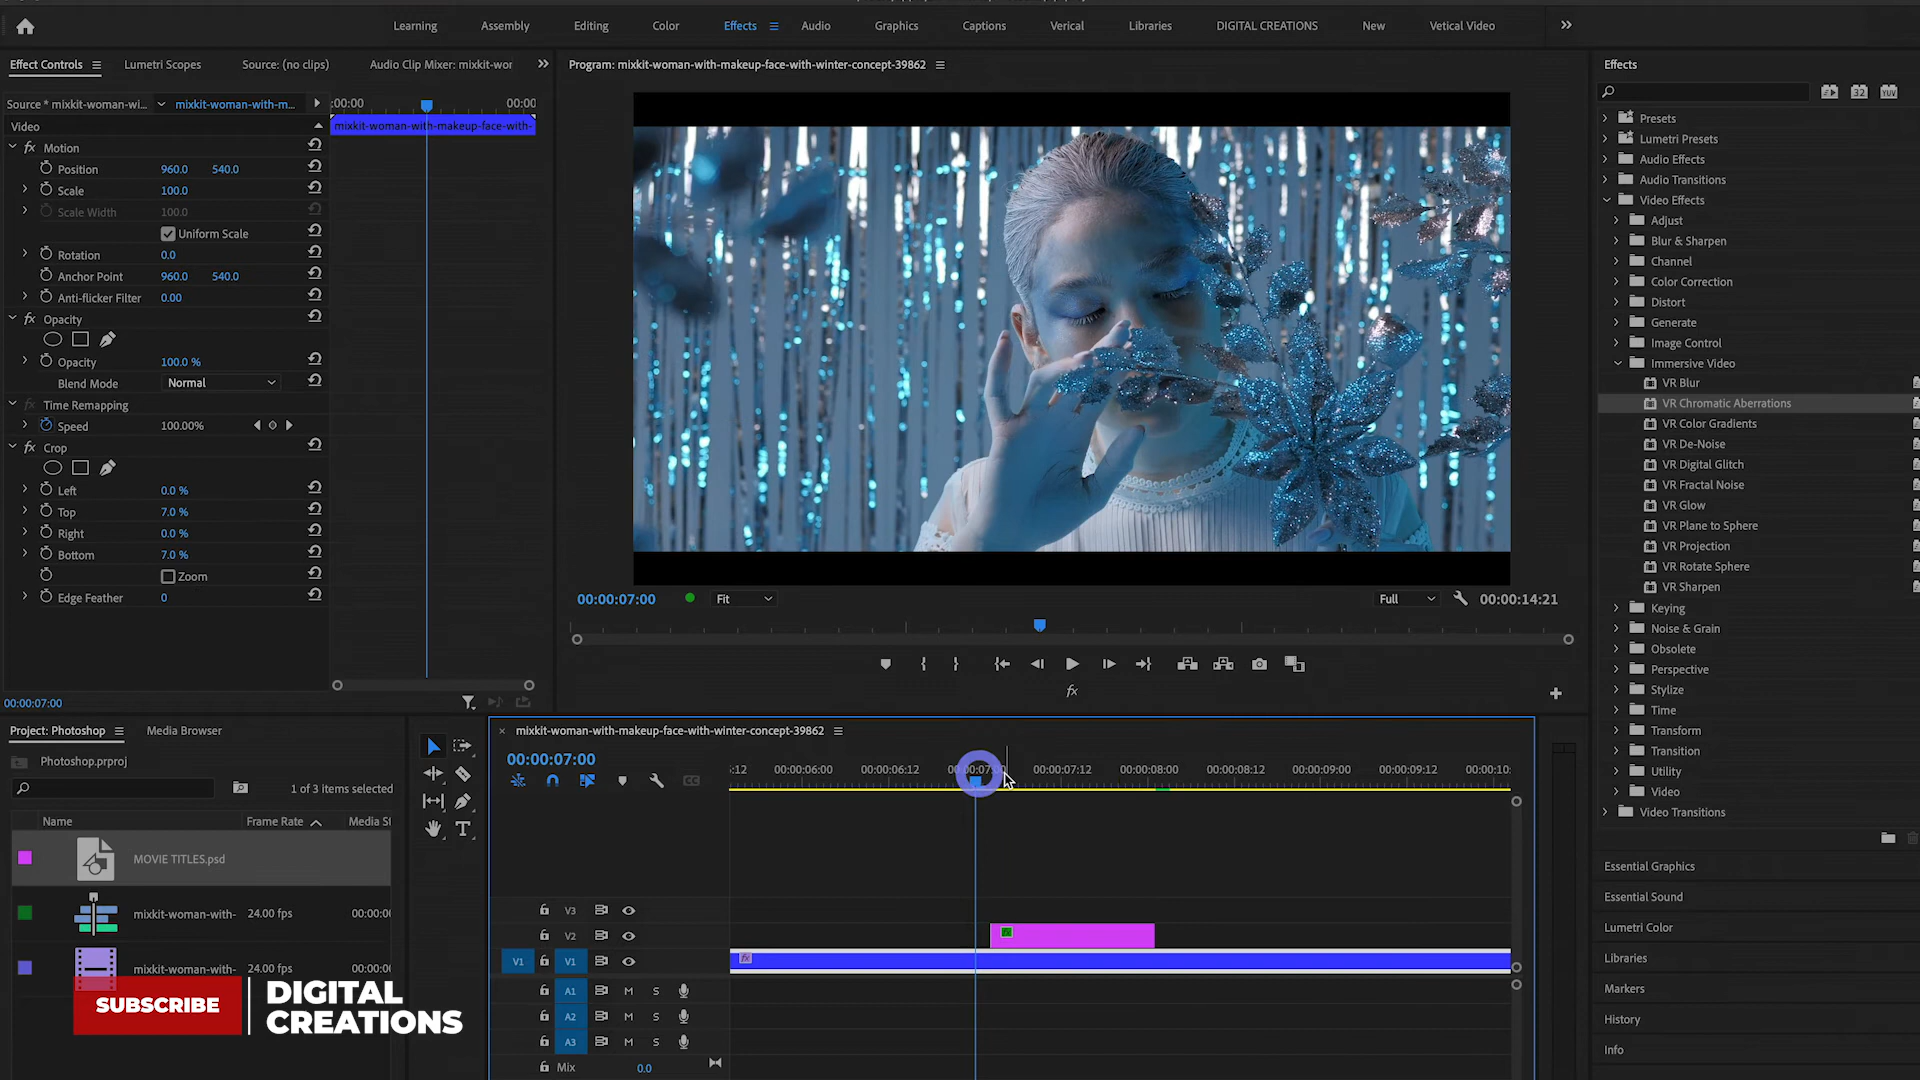 Learning Assembly Editing Color Effects Audio Graphics Captions Verical Libraries DIGITAL CREATIONS New Vetical Video
Effect Controls Lumetri Scopes Source: (no clips) Audio Clip Mixer: mixkit-wor
Program: mixkit-woman-with-makeup-face-with-winter-concept-39862
Effects
Source * mixkit-woman-wi... mixkit-woman-with-m... :00:00 00:00
Video mixkit-woman-with-makeup-face-with-
fx Motion
Position 960.0 540.0
Scale 100.0
Scale Width 100.0
Uniform Scale
Rotation 0.0
Anchor Point 960.0 540.0
Anti-flicker Filter 0.00
fx Opacity
Opacity 100.0 %
Blend Mode Normal
fx Time Remapping
Speed 100.00%
fx Crop
Left 0.0 %
Top 7.0 %
Right 0.0 %
Bottom 7.0 %
Zoom
Edge Feather 0
00:00:07:00
00:00:07:00 Fit Full 00:00:14:21
fx
32 YUV
Presets
Lumetri Presets
Audio Effects
Audio Transitions
Video Effects
Adjust
Blur & Sharpen
Channel
Color Correction
Distort
Generate
Image Control
Immersive Video
VR Blur
VR Chromatic Aberrations
VR Color Gradients
VR De-Noise
VR Digital Glitch
VR Fractal Noise
VR Glow
VR Plane to Sphere
VR Projection
VR Rotate Sphere
VR Sharpen
Keying
Noise & Grain
Obsolete
Perspective
Stylize
Time
Transform
Transition
Utility
Video
Video Transitions
Essential Graphics
Essential Sound
Lumetri Color
Libraries
Markers
History
Info
Project: Photoshop Media Browser
Photoshop.prproj
1 of 3 items selected
Name Frame Rate Media St
MOVIE TITLES.psd
mixkit-woman-with- 24.00 fps 00:00:0
mixkit-woman-with- 24.00 fps 00:00:0
SUBSCRIBE
DIGITAL
CREATIONS
mixkit-woman-with-makeup-face-with-winter-concept-39862
00:00:07:00
5:12 00:00:06:00 00:00:06:12 00:00:07:00 00:00:07:12 00:00:08:00 00:00:08:12 00:00:09:00 00:00:09:12 00:00:10:
CC
V3
V2
V1 V1 fx
A1 M S
A2 M S
A3 M S
Mix 0.0